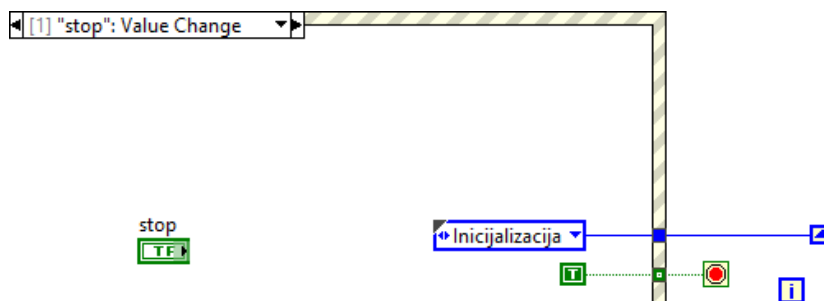 [1] "stop": Value Change
stop
TF
Inicijalizacija
T
i